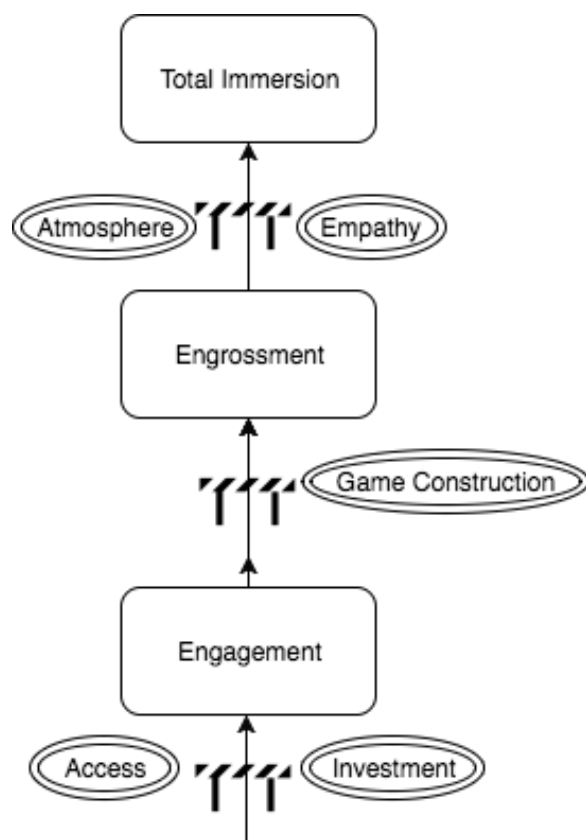 Total Immersion
Atmosphere
Empathy
Engrossment
Game Construction
Engagement
Access
Investment